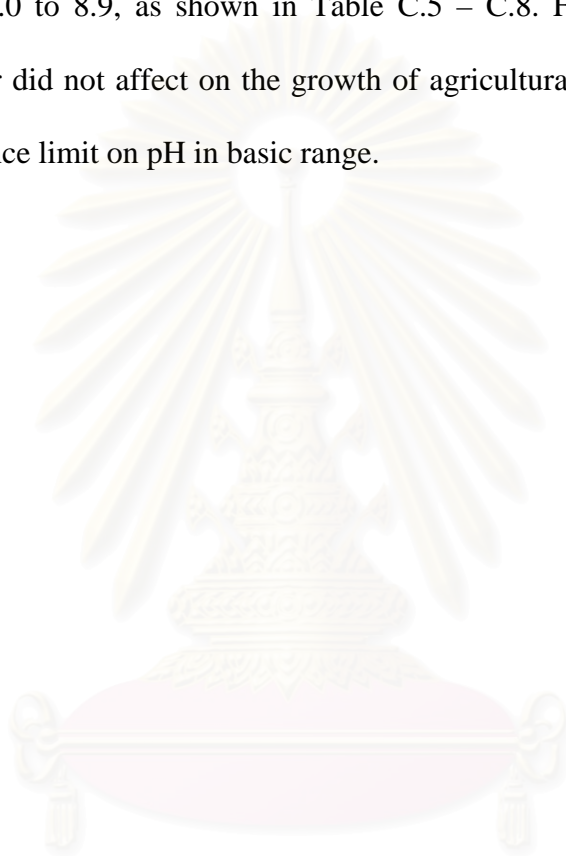 .0 to 8.9, as shown in Table C.5 – C.8.
did not affect on the growth of
limit on pH in basic range.